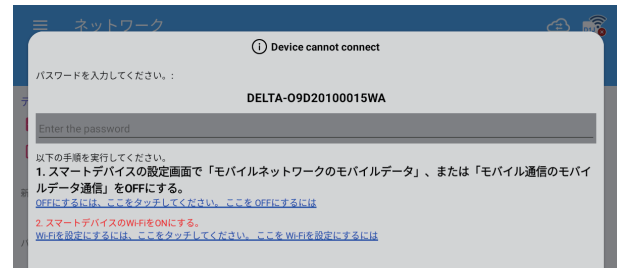 ネットワーク
Device cannot connect
パスワードを入力してください。:
DELTA-O9D20100015WA
Enter the password
以下の手順を実行してください。
1. スマートデバイスの設定画面で「モバイルネットワークのモバイルデータ」、または「モバイル通信のモバイ
ルデータ通信」をOFFにする。
OFFにするには、ここをタッチしてください。 ここを OFFにするには
2. スマートデバイスのWi-FiをONにする。
Wi-Fiを設定にするには、ここをタッチしてください。 ここを Wi-Fiを設定にするには